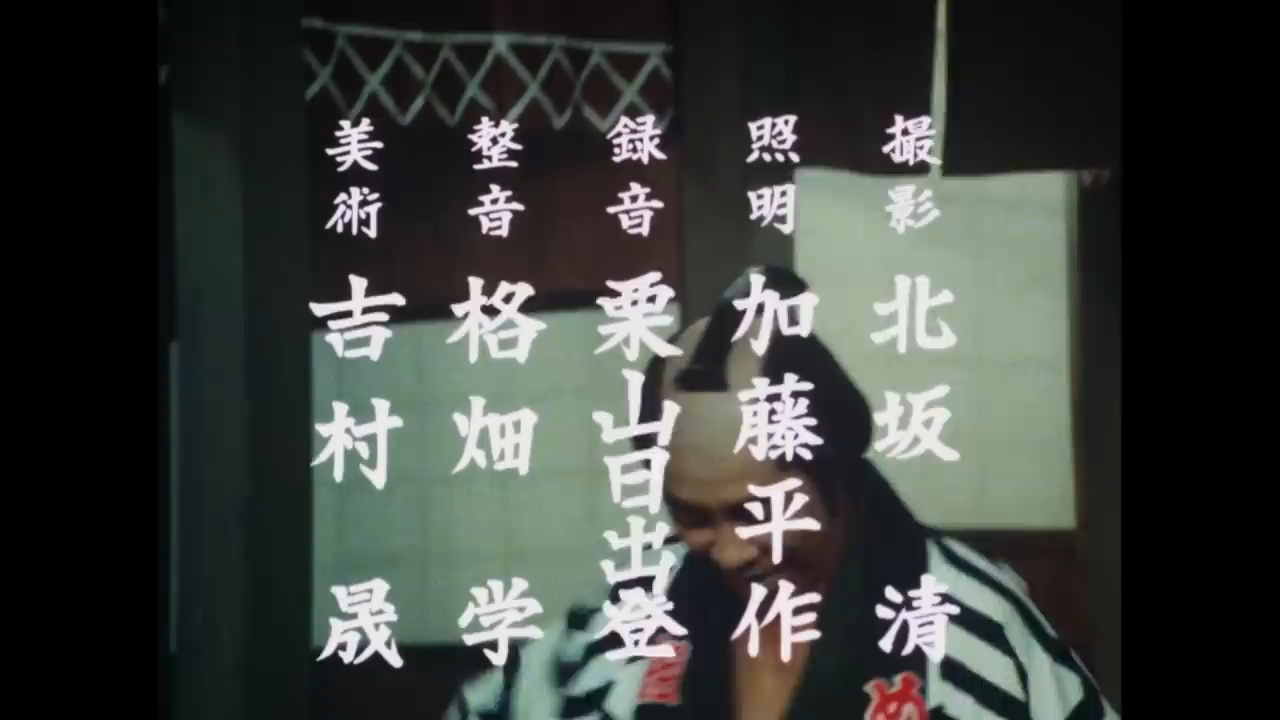 撮影 北坂 清
照明 加藤平作
録音 栗山日出登
整音 格畑 学
美術 吉村 晟
め